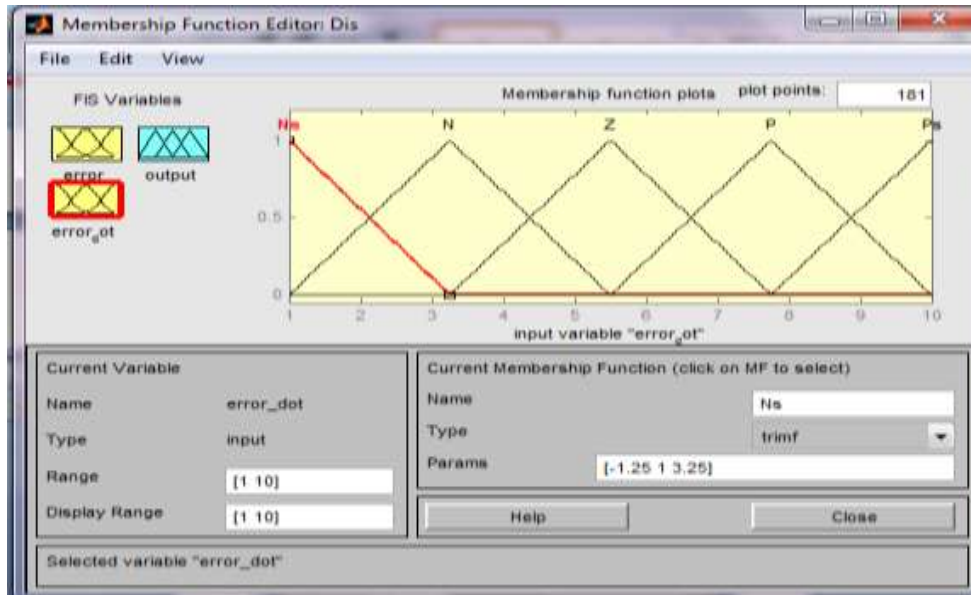 Membership Function Editor: Dis
File Edit View
FIS Variables
error
output
error_dot
Membership function plots
plot points:
181
Ns N Z P Ps
1
0.5
0
1 2 3 4 5 6 7 8 9 10
input variable "error_dot"
Current Variable
Name error_dot
Type input
Range [1 10]
Display Range [1 10]
Current Membership Function (click on MF to select)
Name Ns
Type trimf
Params [-1.25 1 3.25]
Help
Close
Selected variable "error_dot"